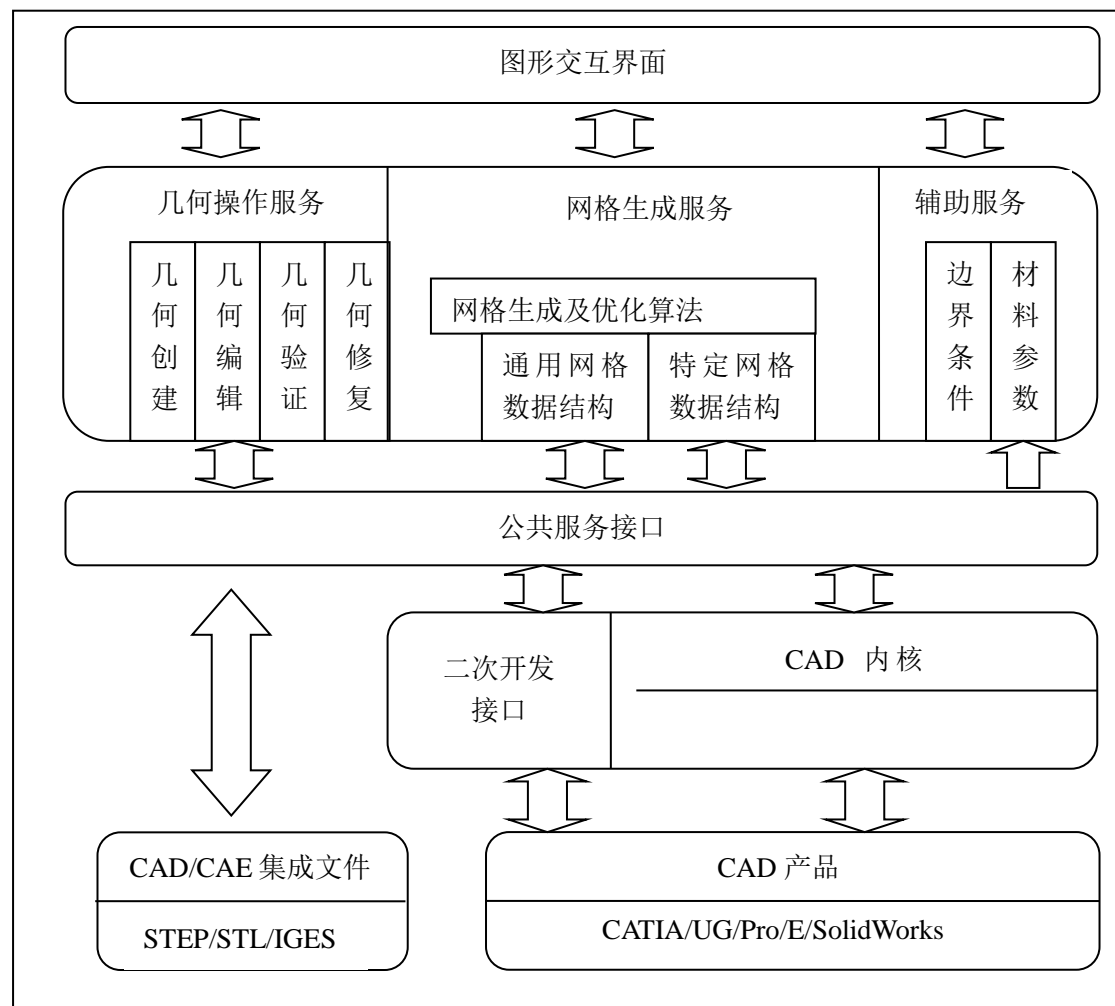 图形交互界面
几何操作服务
网格生成服务
辅助服务
几何创建
几何编辑
几何验证
几何修复
网格生成及优化算法
通用网格
数据结构
特定网格
数据结构
边界条件
材料参数
公共服务接口
二次开发
接口
CAD 内核
CAD/CAE 集成文件
STEP/STL/IGES
CAD 产品
CATIA/UG/Pro/E/SolidWorks